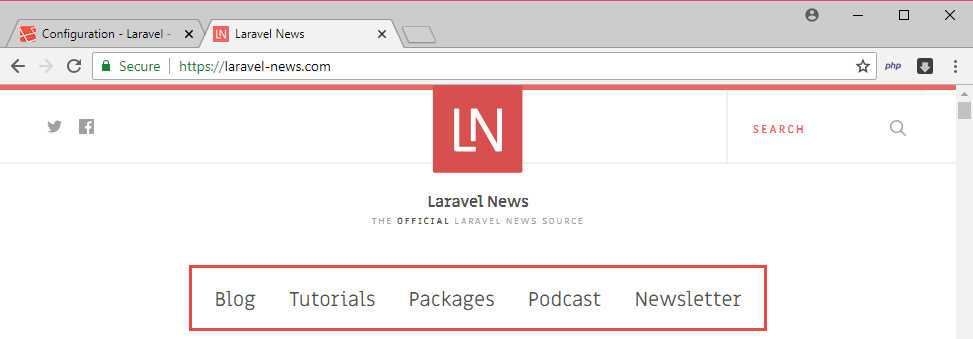 Configuration - Laravel -
Laravel News
Secure https://laravel-news.com
php
LN
SEARCH
Laravel News
THE OFFICIAL LARAVEL NEWS SOURCE
Blog Tutorials Packages Podcast Newsletter